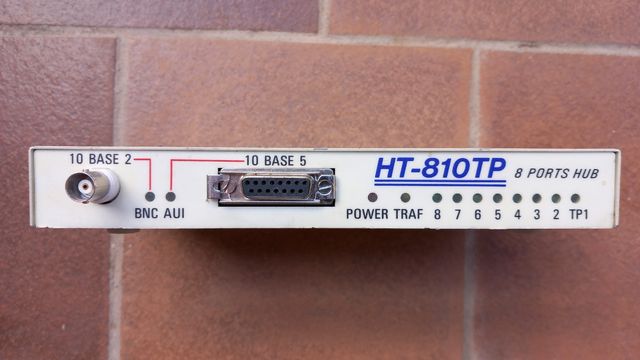 10 BASE 2
10 BASE 5
BNC AUI
HT-810TP 8 PORTS HUB
POWER TRAF 8 7 6 5 4 3 2 TP1